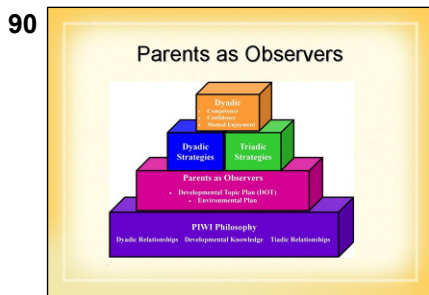 90
Parents as Observers
Dyadic
• Competence
• Confidence
• Mutual Enjoyment
Dyadic Triadic
Strategies Strategies
Parents as Observers
• Developmental Topic Plan (DOT)
• Environmental Plan
PIWI Philosophy
Dyadic Relationships Developmental Knowledge Tiadic Relationships